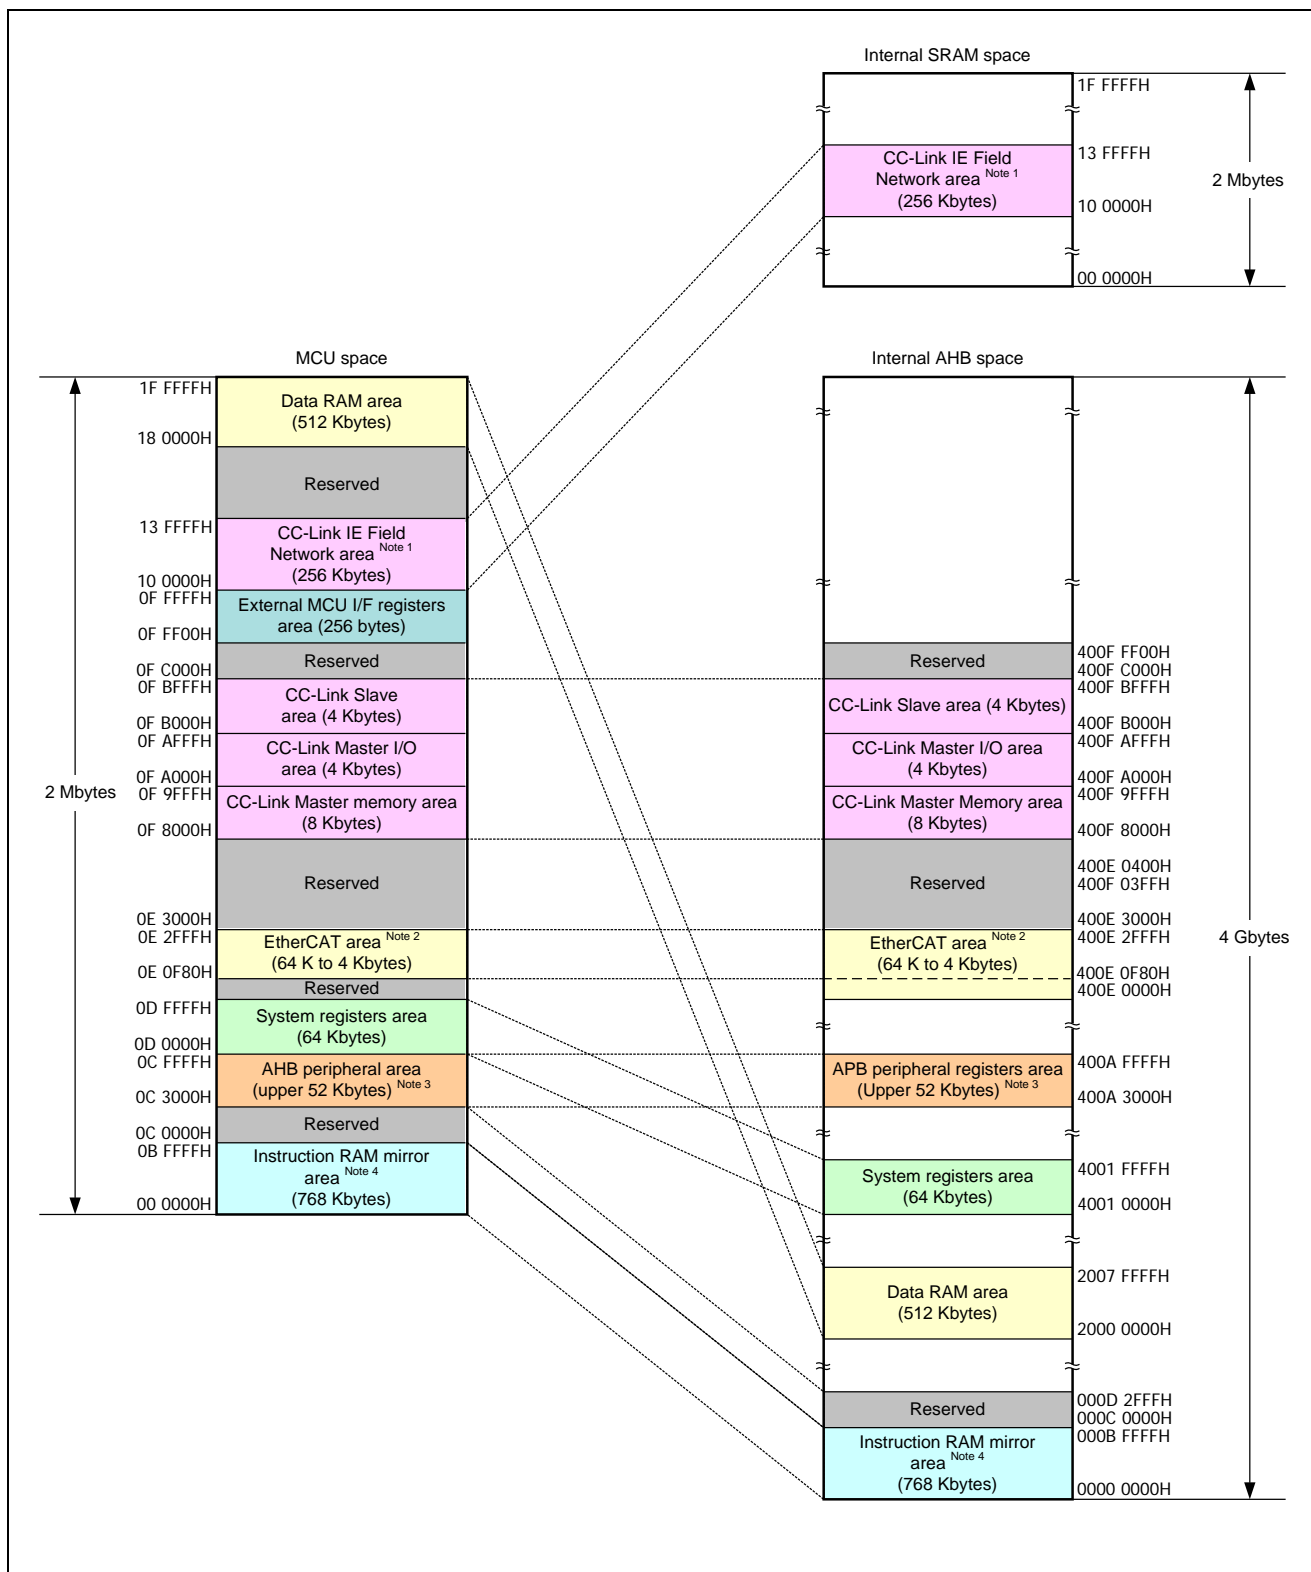 Internal SRAM space
1F FFFFH
CC-Link IE Field
Network area Note 1
(256 Kbytes)
13 FFFFH
10 0000H
2 Mbytes
00 0000H
MCU space
1F FFFFH
Data RAM area
(512 Kbytes)
18 0000H
Reserved
13 FFFFH
CC-Link IE Field
Network area Note 1
(256 Kbytes)
10 0000H
0F FFFFH
External MCU I/F registers
area (256 bytes)
0F FF00H
Reserved
0F C000H
0F BFFFH
CC-Link Slave
area (4 Kbytes)
0F B000H
0F AFFFH
CC-Link Master I/O
area (4 Kbytes)
0F A000H
2 Mbytes
0F 9FFFH
CC-Link Master memory area
(8 Kbytes)
0F 8000H
Reserved
0E 3000H
0E 2FFFH
EtherCAT area Note 2
(64 K to 4 Kbytes)
0E 0F80H
Reserved
0D FFFFH
System registers area
(64 Kbytes)
0D 0000H
0C FFFFH
AHB peripheral area
(upper 52 Kbytes) Note 3
0C 3000H
Reserved
0C 0000H
0B FFFFH
Instruction RAM mirror
area Note 4
(768 Kbytes)
00 0000H
Internal AHB space
Reserved
400F FF00H
400F C000H
400F BFFFH
CC-Link Slave area (4 Kbytes)
400F B000H
400F AFFFH
CC-Link Master I/O area
(4 Kbytes)
400F A000H
400F 9FFFH
CC-Link Master Memory area
(8 Kbytes)
400F 8000H
400E 0400H
400F 03FFH
Reserved
400E 3000H
400E 2FFFH
EtherCAT area Note 2
(64 K to 4 Kbytes)
4 Gbytes
400E 0F80H
400E 0000H
400A FFFFH
APB peripheral registers area
(Upper 52 Kbytes) Note 3
400A 3000H
4001 FFFFH
System registers area
(64 Kbytes)
4001 0000H
2007 FFFFH
Data RAM area
(512 Kbytes)
2000 0000H
000D 2FFFH
Reserved
000C 0000H
000B FFFFH
Instruction RAM mirror
area Note 4
(768 Kbytes)
0000 0000H